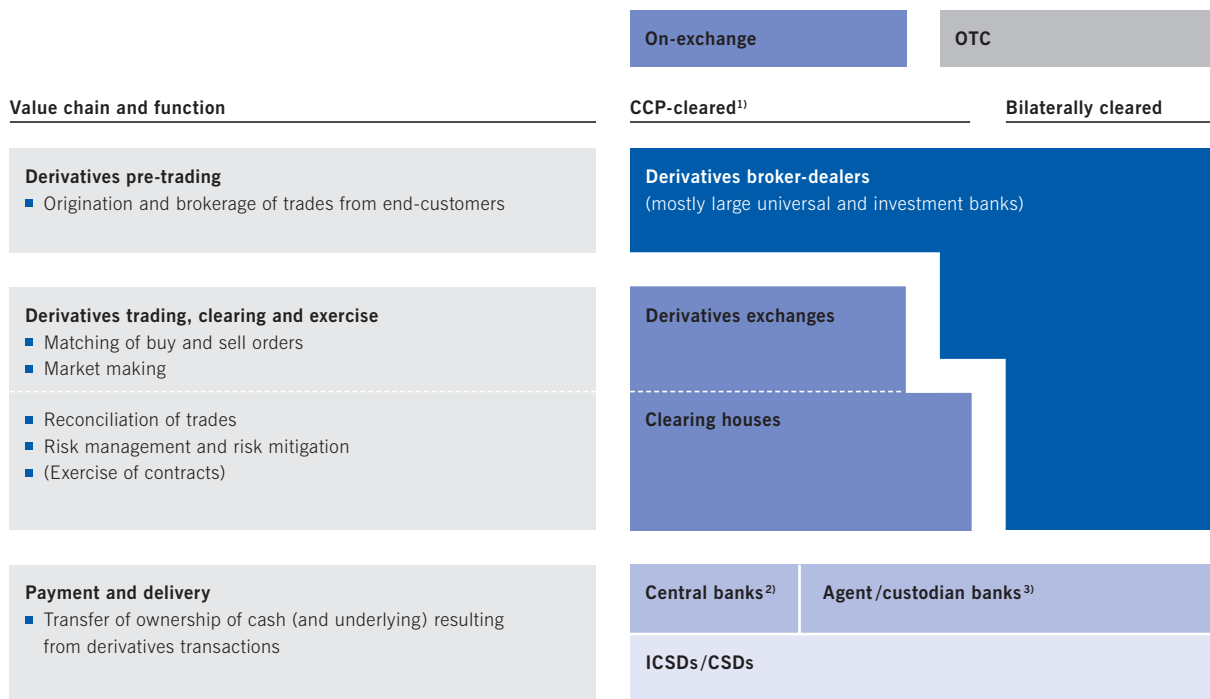 On-exchange
OTC
Value chain and function
CCP-cleared1)
Bilaterally cleared
Derivatives pre-trading
Origination and brokerage of trades from end-customers
Derivatives broker-dealers
(mostly large universal and investment banks)
Derivatives trading, clearing and exercise
Matching of buy and sell orders
Market making
Derivatives exchanges
Reconciliation of trades
Risk management and risk mitigation
(Exercise of contracts)
Clearing houses
Payment and delivery
Transfer of ownership of cash (and underlying) resulting
from derivatives transactions
Central banks2)
Agent/custodian banks3)
ICSDs/CSDs